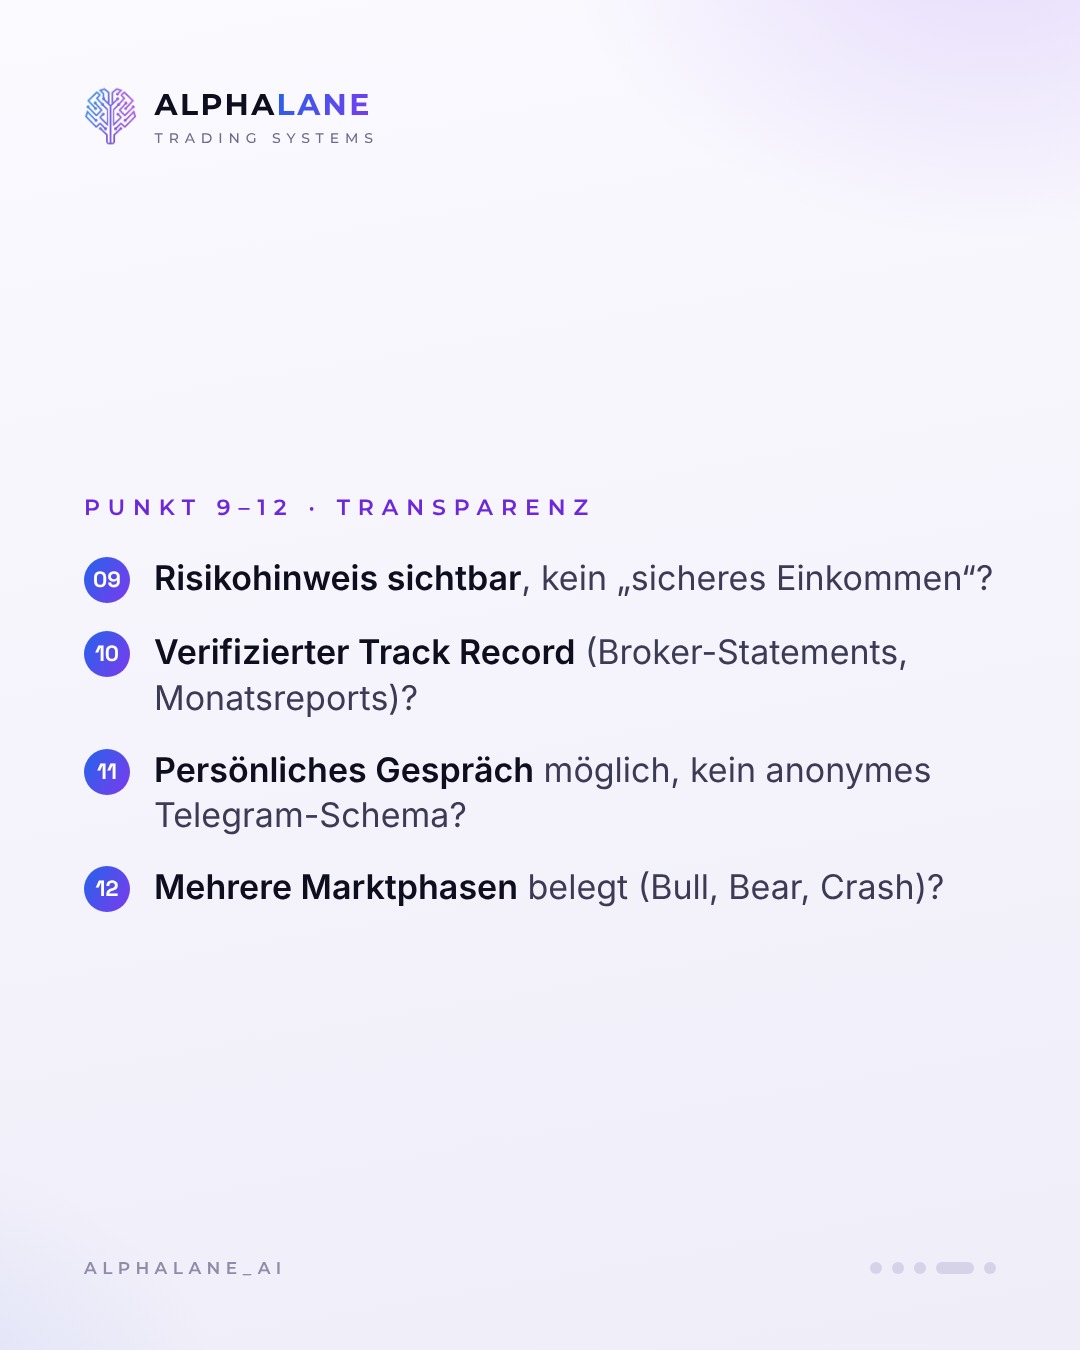 ALPHALANE
TRADING SYSTEMS
PUNKT 9–12 · TRANSPARENZ
09 Risikohinweis sichtbar, kein „sicheres Einkommen“?
10 Verifizierter Track Record (Broker-Statements,
Monatsreports)?
11 Persönliches Gespräch möglich, kein anonymes
Telegram-Schema?
12 Mehrere Marktphasen belegt (Bull, Bear, Crash)?
ALPHALANE_AI